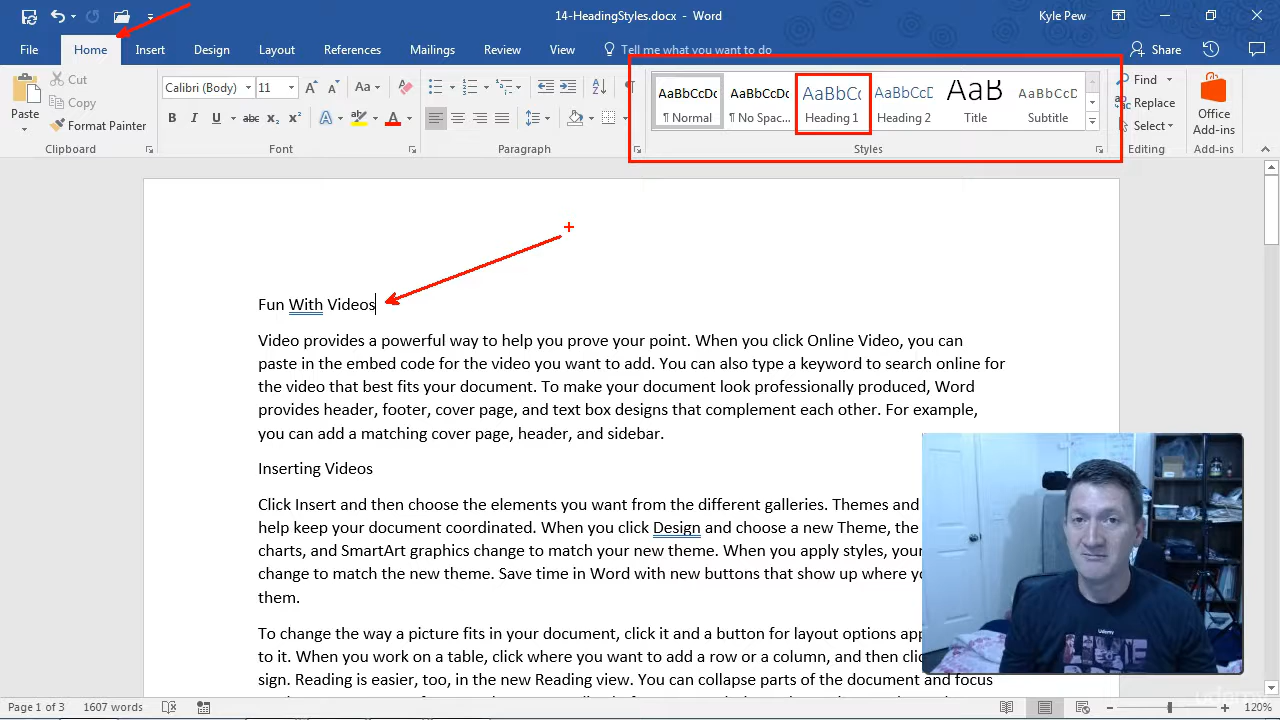 14-HeadingStyles.docx - Word
Kyle Pew
File Home Insert Design Layout References Mailings Review View Tell me what you want to do Share
Cut
Copy
Format Painter
Paste
Clipboard
Calibri (Body) 11 Aa
B I U A ab A
Font
Paragraph
AaBbCcDc AaBbCcDc AaBbCc AaBbCcD AaB AaBbCcD
¶ Normal ¶ No Spac... Heading 1 Heading 2 Title Subtitle
Styles
Find
Replace
Select
Editing
Office
Add-ins
Add-ins
Fun With Videos
Video provides a powerful way to help you prove your point. When you click Online Video, you can
paste in the embed code for the video you want to add. You can also type a keyword to search online for
the video that best fits your document. To make your document look professionally produced, Word
provides header, footer, cover page, and text box designs that complement each other. For example,
you can add a matching cover page, header, and sidebar.
Inserting Videos
Click Insert and then choose the elements you want from the different galleries. Themes and
help keep your document coordinated. When you click Design and choose a new Theme, the
charts, and SmartArt graphics change to match your new theme. When you apply styles, your
change to match the new theme. Save time in Word with new buttons that show up where
them.
To change the way a picture fits in your document, click it and a button for layout options
to it. When you work on a table, click where you want to add a row or a column, and then
sign. Reading is easier, too, in the new Reading view. You can collapse parts of the document and focus
udemy
Page 1 of 3 1607 words 120%